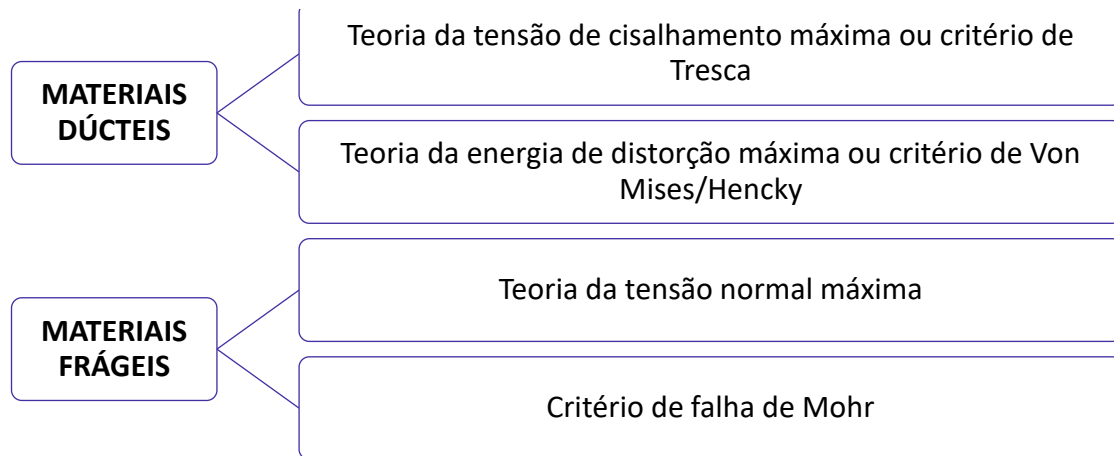 MATERIAIS
DÚCTEIS
Teoria da tensão de cisalhamento máxima ou critério de
Tresca
Teoria da energia de distorção máxima ou critério de Von
Mises/Hencky
MATERIAIS
FRÁGEIS
Teoria da tensão normal máxima
Critério de falha de Mohr